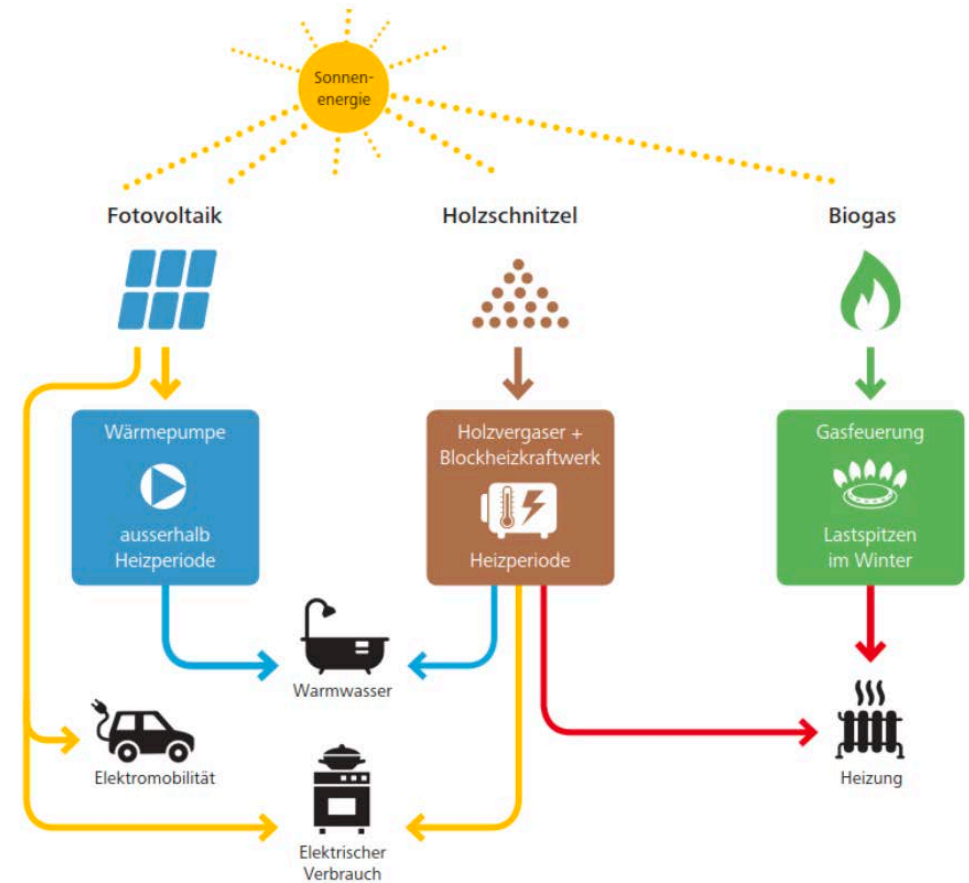 Sonnen-
energie
Fotovoltaik
Holzschnitzel
Biogas
Wärmepumpe
ausserhalb
Heizperiode
Holzvergaser +
Blockheizkraftwerk
Heizperiode
Gasfeuerung
Lastspitzen
im Winter
Warmwasser
Elektromobilität
Heizung
Elektrischer
Verbrauch